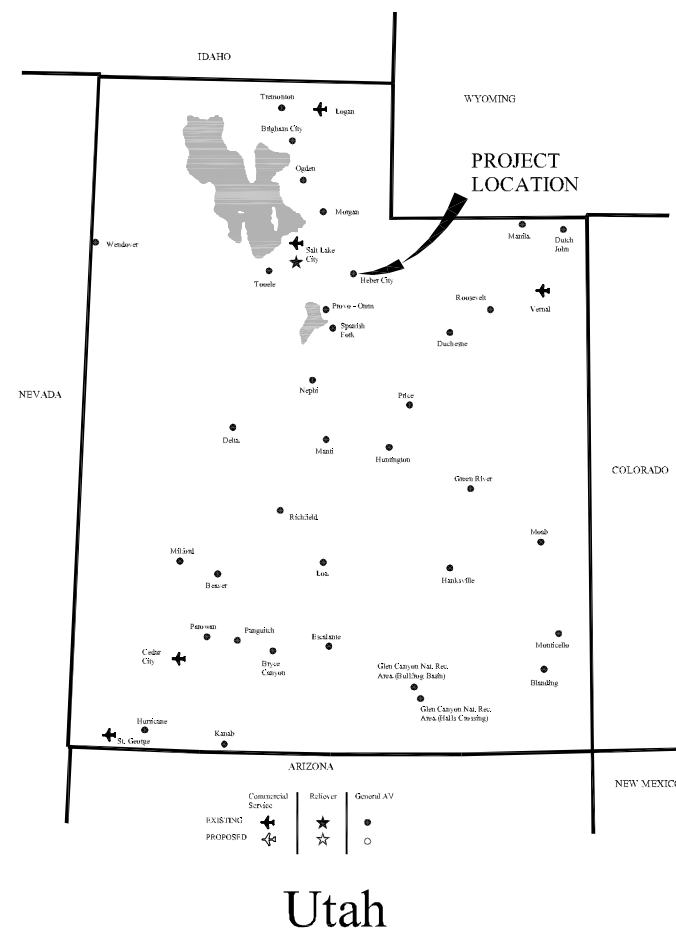 IDAHO
WYOMING
Tremonton
Logan
Brigham City
Ogden
PROJECT
LOCATION
Morgan
Manila
Dutch
John
Wendover
Salt Lake
City
Tooele
Heber City
Roosevelt
Vernal
Provo - Orem
Spanish
Fork
Duchesne
Nephi
NEVADA
Price
Delta
Manti
Huntington
COLORADO
Green River
Richfield
Moab
Milford
Beaver
Loa
Hanksville
Parowan
Panguitch
Escalante
Monticello
Cedar
City
Bryce
Canyon
Glen Canyon Nat. Rec.
Area (Bullfrog Basin)
Blanding
Glen Canyon Nat. Rec.
Area (Halls Crossing)
Hurricane
St. George
Kanab
ARIZONA
NEW MEXICO
Commercial
Service
Reliever
General AV
EXISTING
PROPOSED
Utah